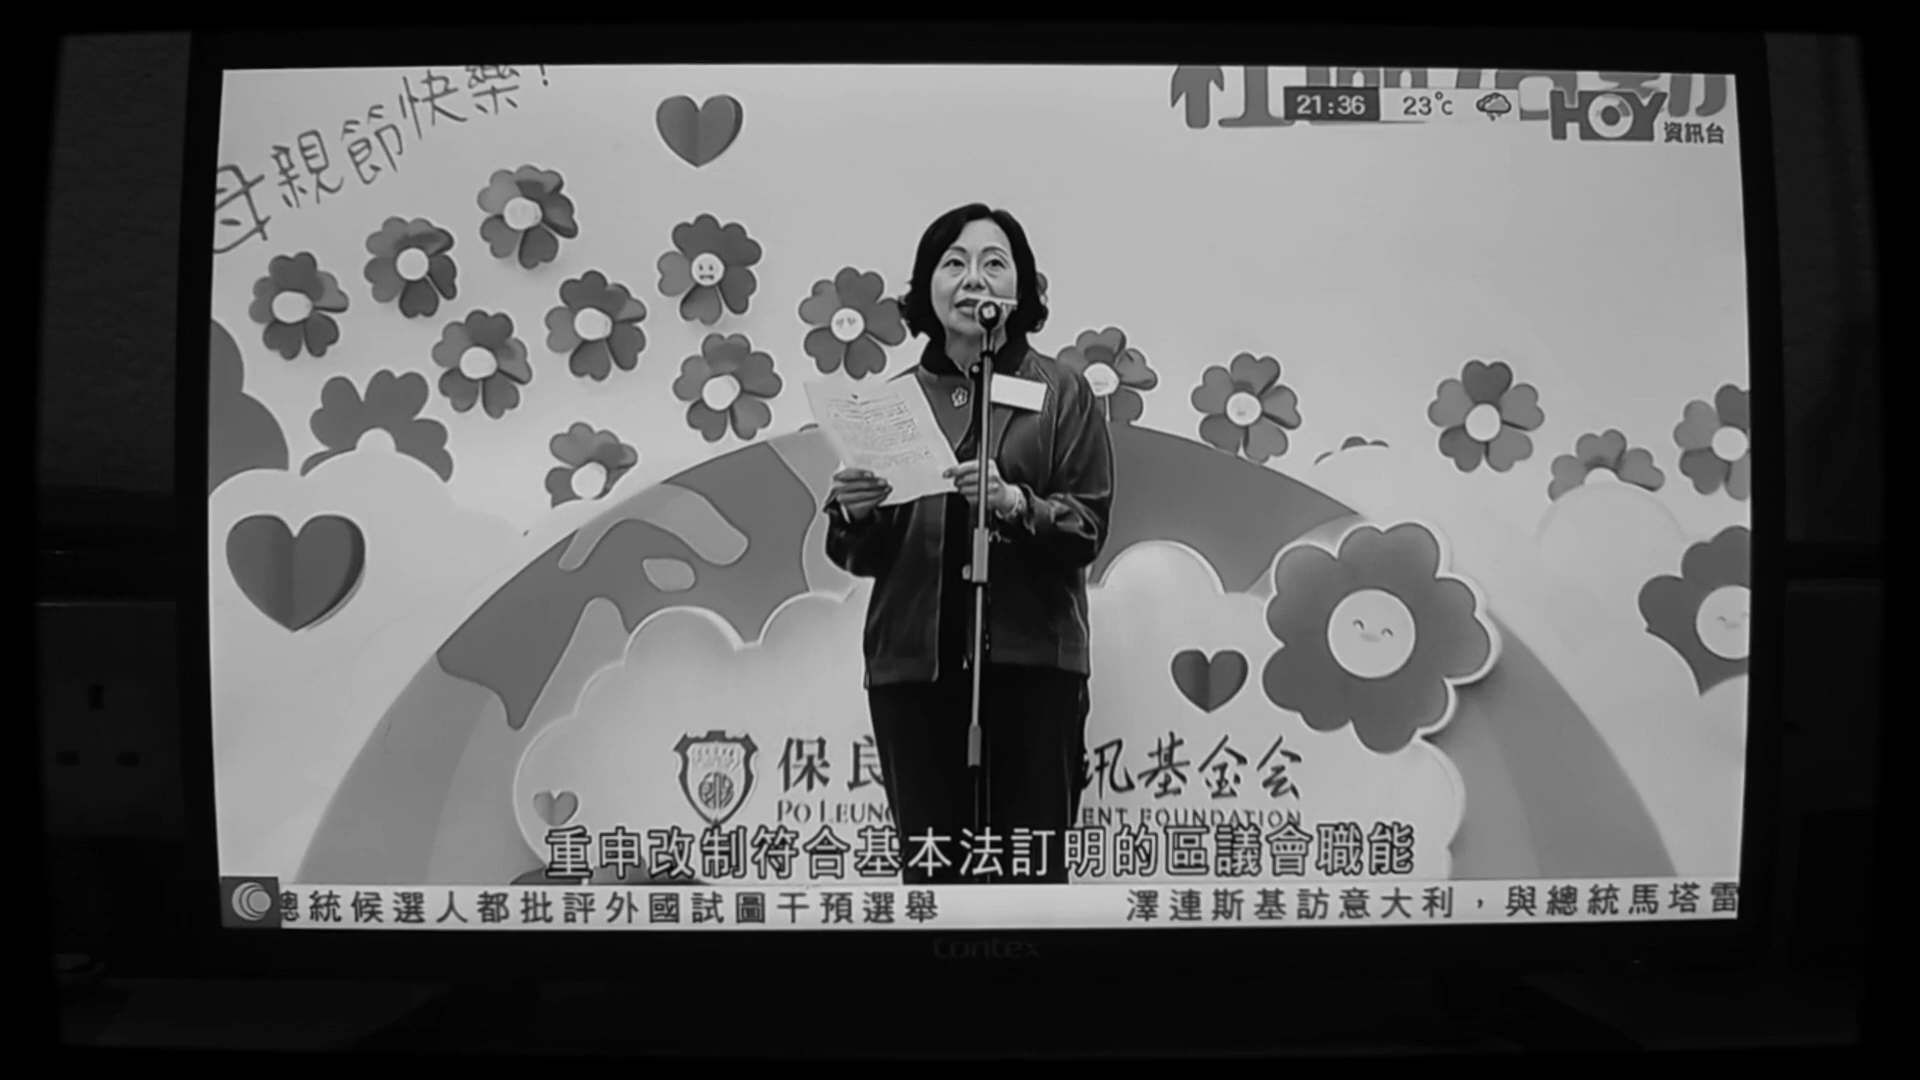 母親節快樂!
21:36 23°C
HOY
資訊台
保良 訊基金会
PO LEUNG ENT FOUNDATION
重申改制符合基本法訂明的區議會職能
總統候選人都批評外國試圖干預選舉 澤連斯基訪意大利，與總統馬塔雷
Contex